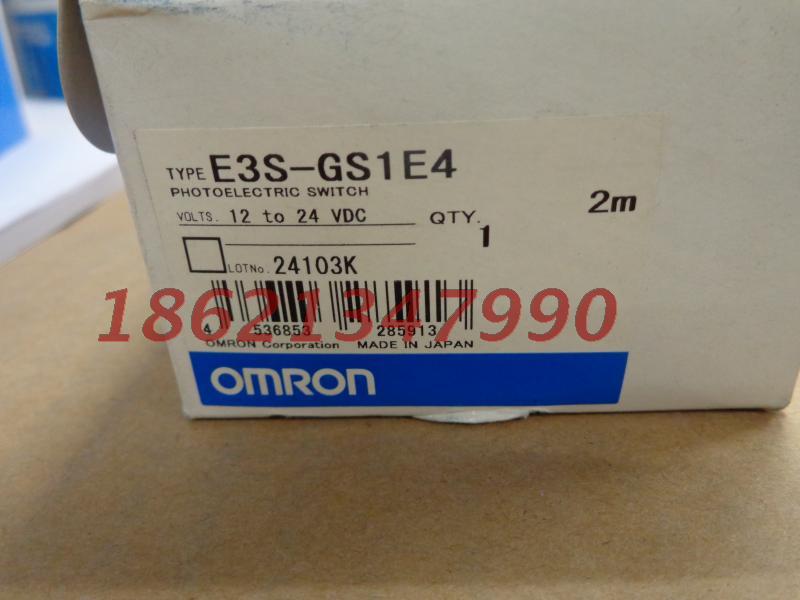 TYPE E3S-GS1E4
PHOTOELECTRIC SWITCH
2m
VOLTS. 12 to 24 VDC QTY.
1
LOTNo. 24103K
18621347990
4 536853 285913
OMRON Corporation MADE IN JAPAN
OMRON